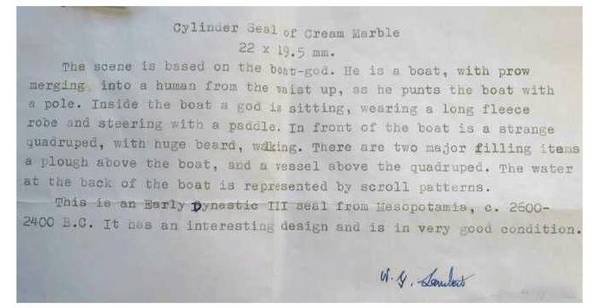 Cylinder Seal of Cream Marble
22 x 19.5 mm.
The scene is based on the boat-god. He is a boat, with prow
merging into a human from the waist up, as he punts the boat with
a pole. Inside the boat a god is sitting, wearing a long fleece
robe and steering with a paddle. In front of the boat is a strange
quadruped, with huge beard, walking. There are two major filling items
a plough above the boat, and a vessel above the quadruped. The water
at the back of the boat is represented by scroll patterns.
This is an Early Dynastic III seal from Mesopotamia, c. 2600-
2400 B.C. It has an interesting design and is in very good condition.
W. G. Lambert